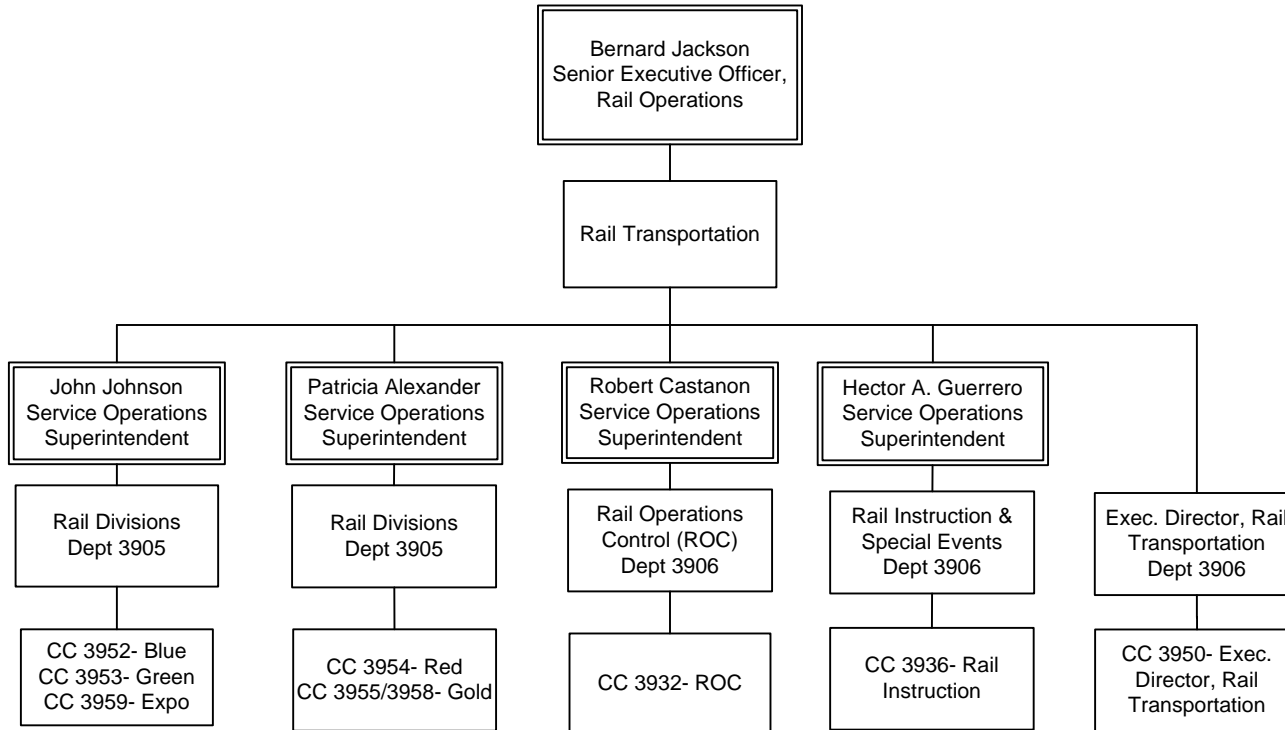 Bernard Jackson
Senior Executive Officer,
Rail Operations
Rail Transportation
John Johnson
Service Operations
Superintendent
Patricia Alexander
Service Operations
Superintendent
Robert Castanon
Service Operations
Superintendent
Hector A. Guerrero
Service Operations
Superintendent
Rail Divisions
Dept 3905
Rail Divisions
Dept 3905
Rail Operations
Control (ROC)
Dept 3906
Rail Instruction &
Special Events
Dept 3906
Exec. Director, Rail
Transportation
Dept 3906
CC 3952- Blue
CC 3953- Green
CC 3959- Expo
CC 3954- Red
CC 3955/3958- Gold
CC 3932- ROC
CC 3936- Rail
Instruction
CC 3950- Exec.
Director, Rail
Transportation